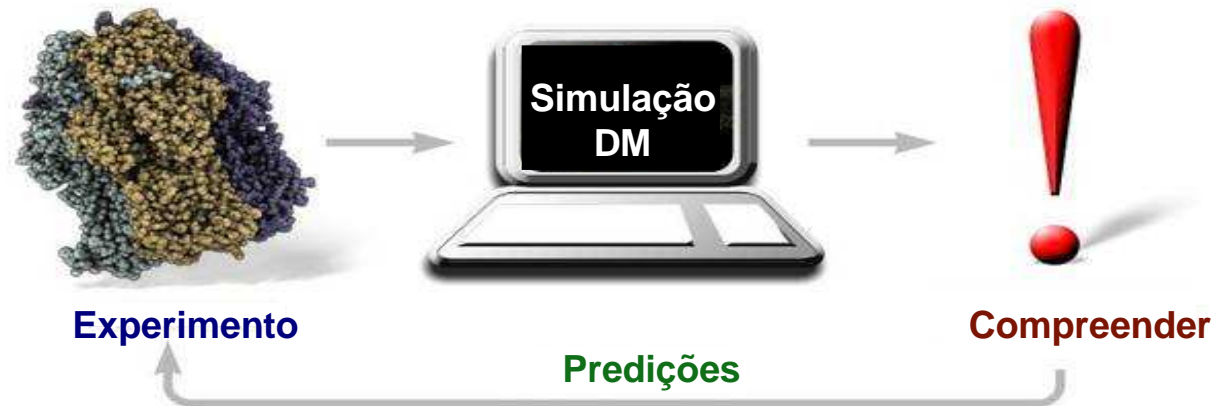 Simulação
DM
Experimento
Compreender
Predições